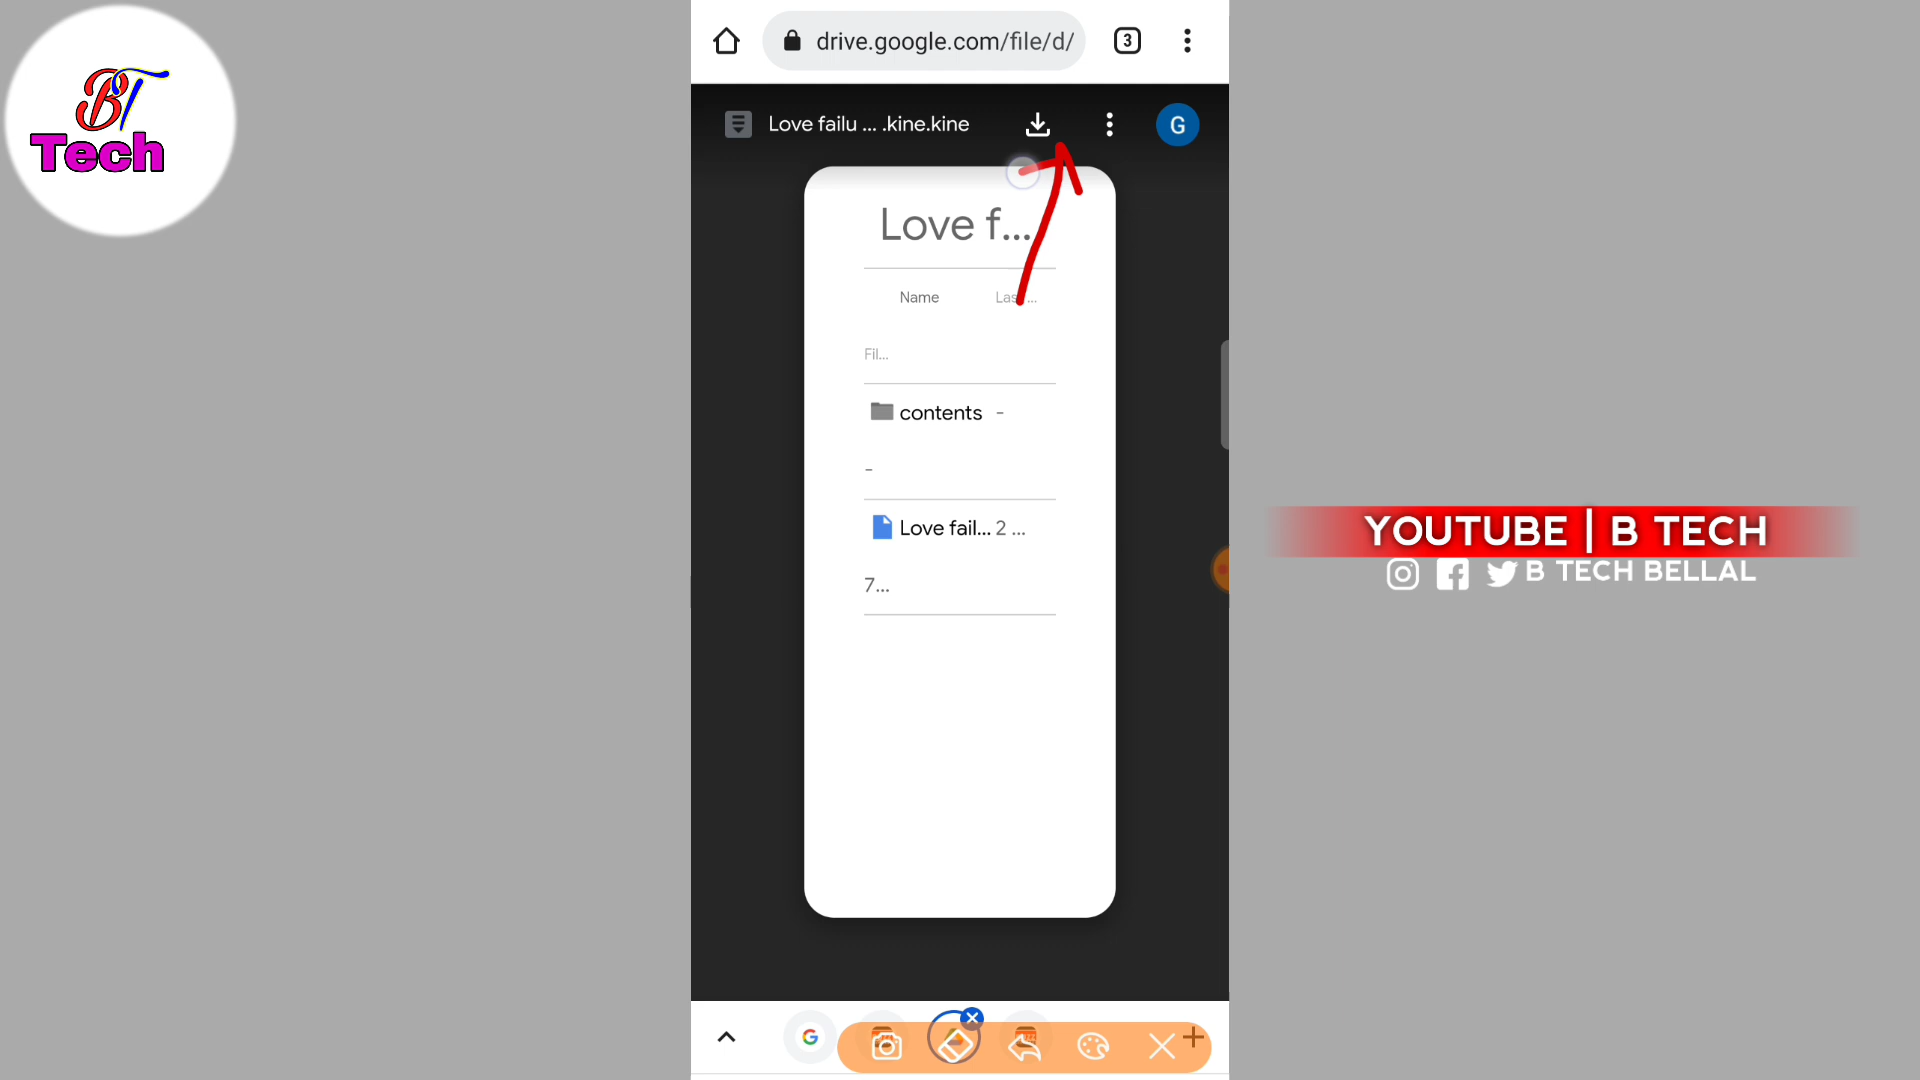 BT
Tech
drive.google.com/file/d/
3
Love failu ... .kine.kine
G
Love f...
Name
Fil...
contents -
-
Love fail... 2 ...
7...
YOUTUBE | B TECH
B TECH BELLAL
G